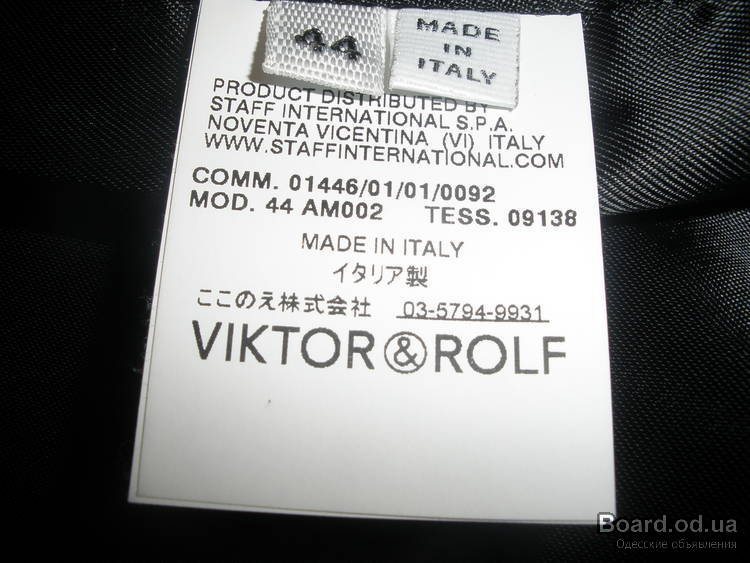 44
MADE
IN
ITALY
PRODUCT DISTRIBUTED BY
STAFF INTERNATIONAL S.P.A.
NOVENTA VICENTINA (VI) ITALY
WWW.STAFFINTERNATIONAL.COM
COMM. 01446/01/01/0092
MOD. 44 AM002 TESS. 09138
MADE IN ITALY
イタリア製
ここのえ株式会社 03-5794-9931
VIKTOR&ROLF
Board.od.ua
Одесские объявления